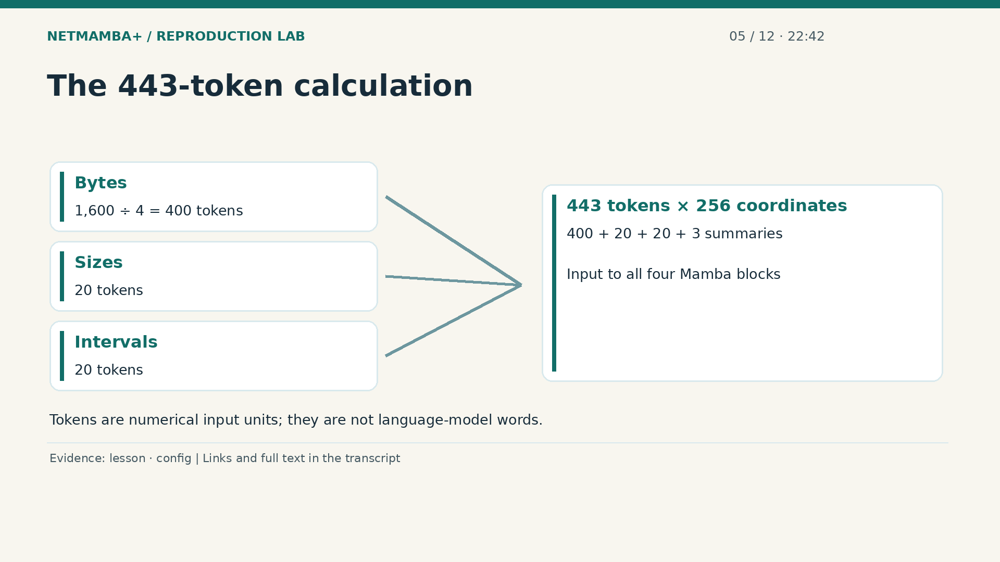 NETMAMBA+ / REPRODUCTION LAB
05 / 12 · 22:42
The 443-token calculation
Bytes
1,600 ÷ 4 = 400 tokens
Sizes
20 tokens
Intervals
20 tokens
443 tokens × 256 coordinates
400 + 20 + 20 + 3 summaries
Input to all four Mamba blocks
Tokens are numerical input units; they are not language-model words.
Evidence: lesson · config | Links and full text in the transcript